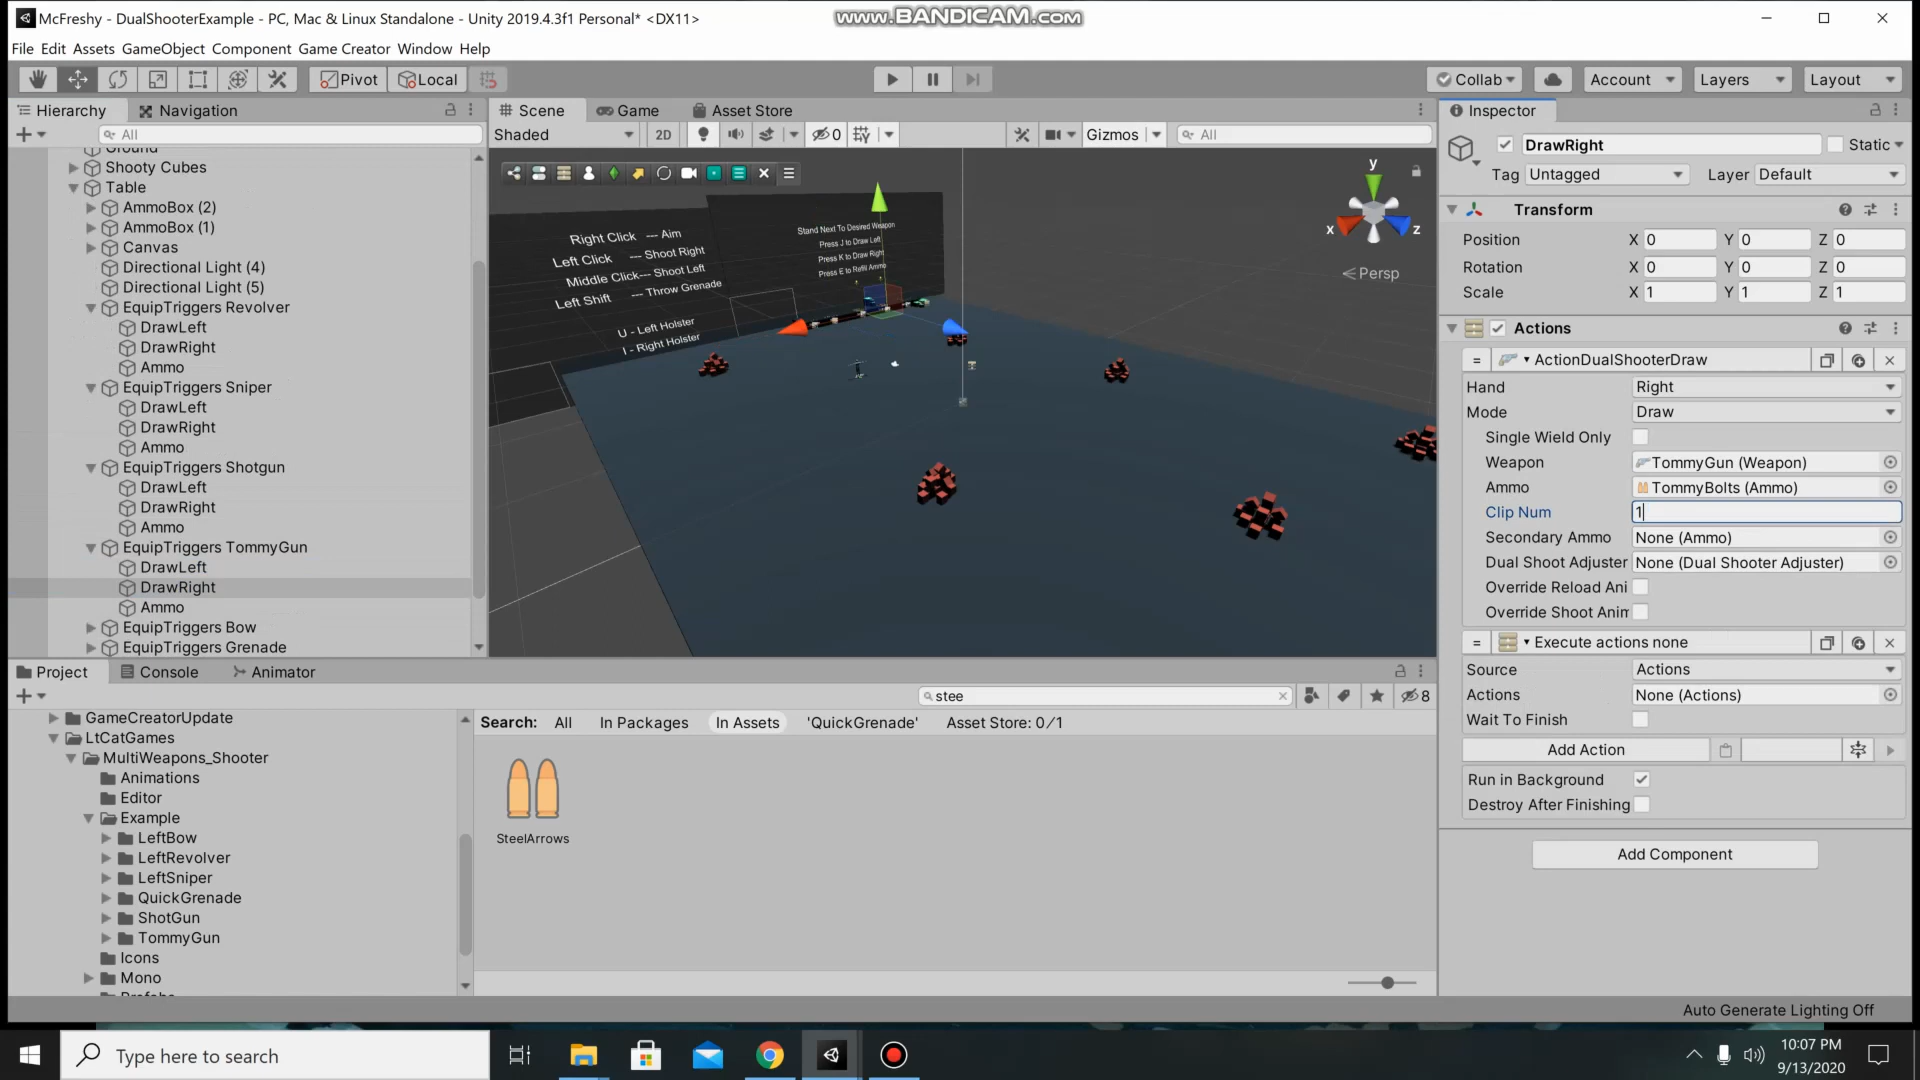 McFreshy - DualShooterExample - PC, Mac & Linux Standalone - Unity 2019.4.3f1 Personal* <DX11>
www.BANDICAM.com
File Edit Assets GameObject Component Game Creator Window Help
Pivot Local Collab Account Layers Layout
Hierarchy Navigation
All
Ground
Shooty Cubes
Table
AmmoBox (2)
AmmoBox (1)
Canvas
Directional Light (4)
Directional Light (5)
EquipTriggers Revolver
DrawLeft
DrawRight
Ammo
EquipTriggers Sniper
DrawLeft
DrawRight
Ammo
EquipTriggers Shotgun
DrawLeft
DrawRight
Ammo
EquipTriggers TommyGun
DrawLeft
DrawRight
Ammo
EquipTriggers Bow
EquipTriggers Grenade
Scene Game Asset Store
Shaded 2D 0 Gizmos All
Right Click --- Aim
Left Click --- Shoot Right
Middle Click--- Shoot Left
Left Shift --- Throw Grenade
U - Left Holster
I - Right Holster
Stand Next To Desired Weapon
Press J to Draw Left
Press K to Draw Right
Press E to Refill Ammo
y
x z
Persp
Inspector
DrawRight Static
Tag Untagged Layer Default
Transform
Position X 0 Y 0 Z 0
Rotation X 0 Y 0 Z 0
Scale X 1 Y 1 Z 1
Actions
ActionDualShooterDraw
Hand Right
Mode Draw
Single Wield Only
Weapon TommyGun (Weapon)
Ammo TommyBolts (Ammo)
Clip Num 1
Secondary Ammo None (Ammo)
Dual Shoot Adjuster None (Dual Shooter Adjuster)
Override Reload Ani
Override Shoot Anim
Execute actions none
Source Actions
Actions None (Actions)
Wait To Finish
Add Action
Run in Background
Destroy After Finishing
Add Component
Project Console Animator
stee 8
GameCreatorUpdate
LtCatGames
MultiWeapons_Shooter
Animations
Editor
Example
LeftBow
LeftRevolver
LeftSniper
QuickGrenade
ShotGun
TommyGun
Icons
Mono
Prefabs
Search: All In Packages In Assets 'QuickGrenade' Asset Store: 0/1
SteelArrows
Auto Generate Lighting Off
Type here to search
10:07 PM
9/13/2020